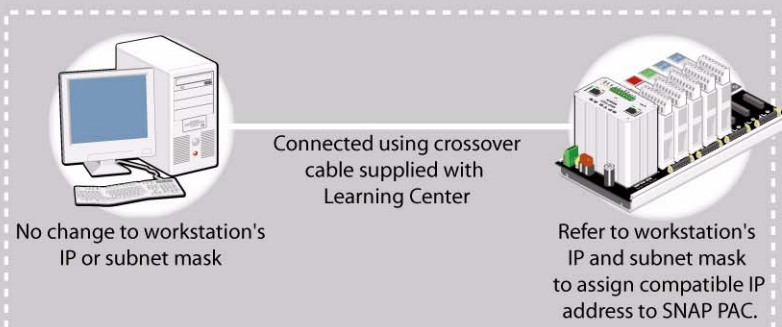 Connected using crossover
cable supplied with
Learning Center
No change to workstation's
IP or subnet mask
Refer to workstation's
IP and subnet mask
to assign compatible IP
address to SNAP PAC.